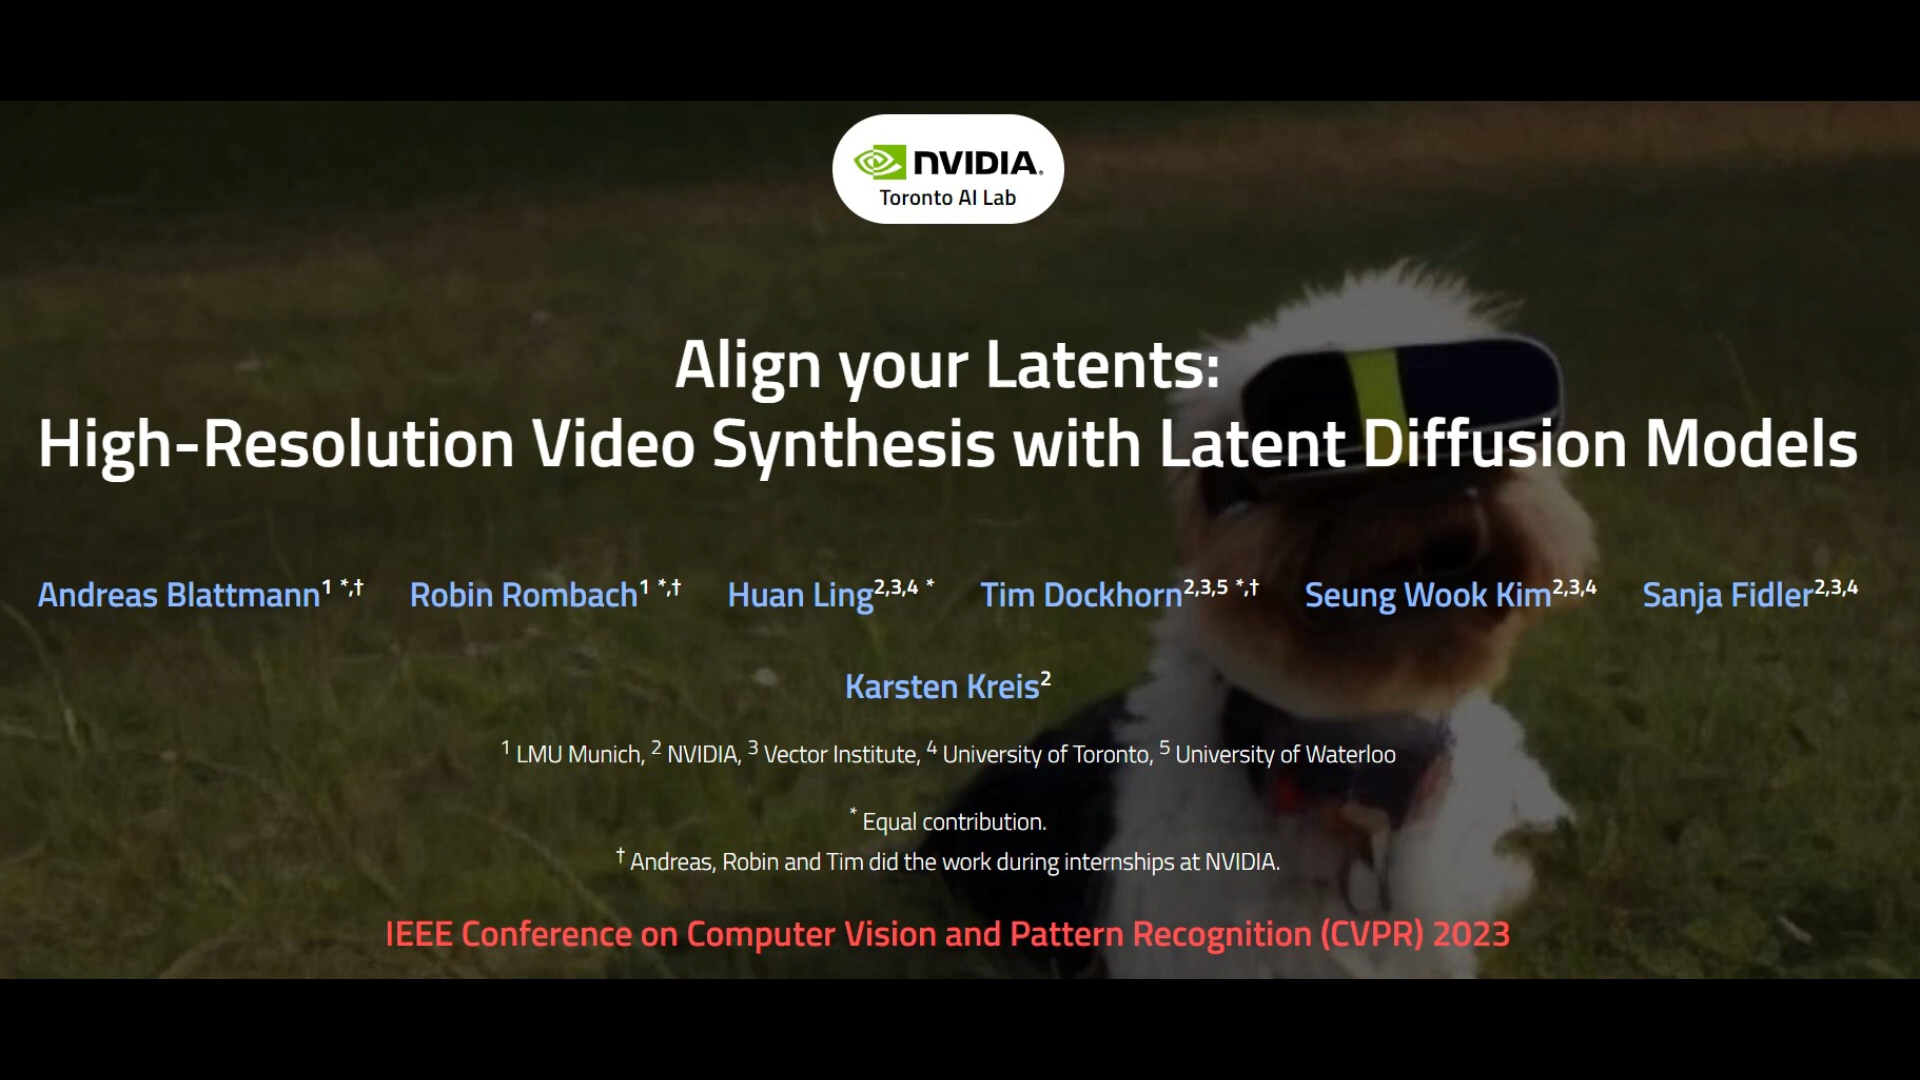 NVIDIA.
Toronto AI Lab
Align your Latents:
High-Resolution Video Synthesis with Latent Diffusion Models
Andreas Blattmann1 *,† Robin Rombach1 *,† Huan Ling2,3,4 * Tim Dockhorn2,3,5 *,† Seung Wook Kim2,3,4 Sanja Fidler2,3,4
Karsten Kreis2
1 LMU Munich, 2 NVIDIA, 3 Vector Institute, 4 University of Toronto, 5 University of Waterloo
* Equal contribution.
† Andreas, Robin and Tim did the work during internships at NVIDIA.
IEEE Conference on Computer Vision and Pattern Recognition (CVPR) 2023